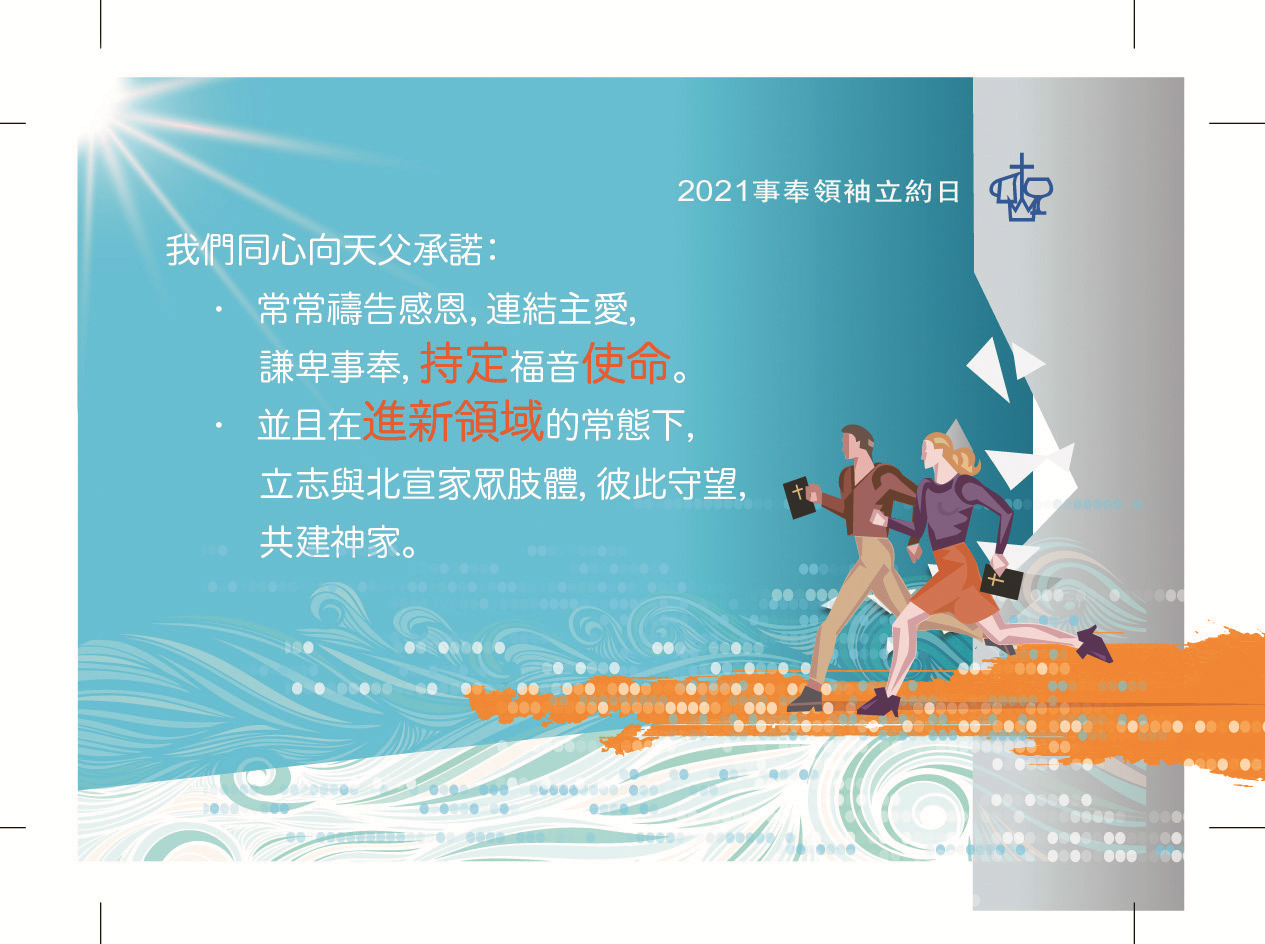 2021事奉領袖立約日
我們同心向天父承諾：
· 常常禱告感恩, 連結主愛,
謙卑事奉, 持定福音使命。
· 並且在進新領域的常態下,
立志與北宣家眾肢體, 彼此守望,
共建神家。